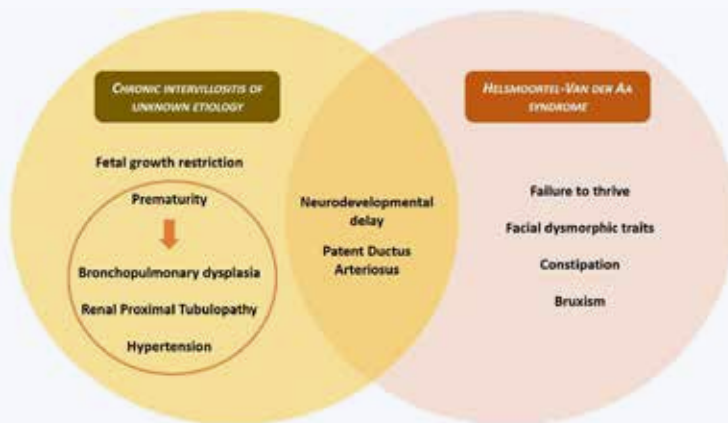 CHRONIC INTERVILLOSITIS OF
UNKNOWN ETIOLOGY
Fetal growth restriction
Prematurity
Bronchopulmonary dysplasia
Renal Proximal Tubulopathy
Hypertension
Neurodevelopmental
delay
Patent Ductus
Arteriosus
HELSMOORTEL-VAN DER AA
SYNDROME
Failure to thrive
Facial dysmorphic traits
Constipation
Bruxism